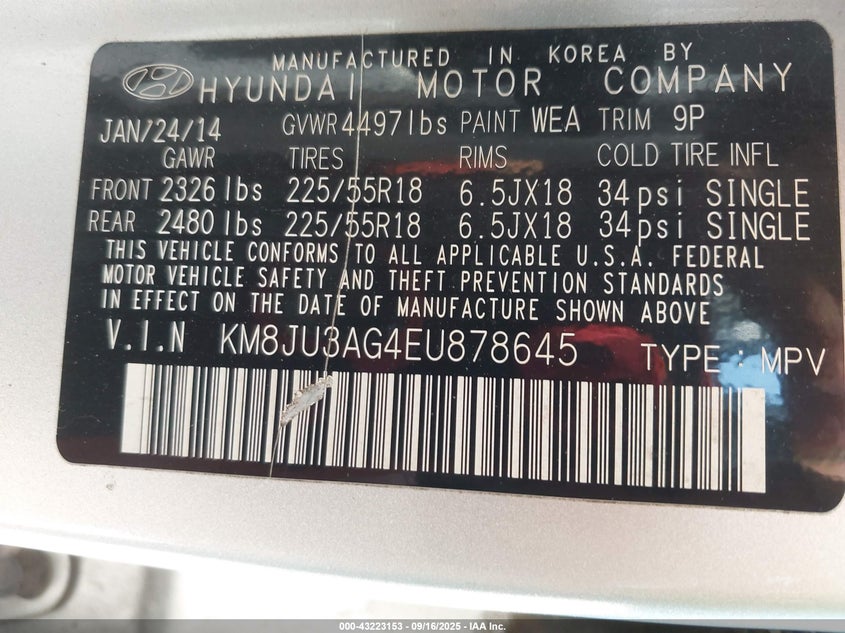 MANUFACTURED IN KOREA BY
HYUNDAI MOTOR COMPANY
JAN/24/14 GVWR 4497lbs PAINT WEA TRIM 9P
GAWR TIRES RIMS COLD TIRE INFL
FRONT 2326 lbs 225/55R18 6.5JX18 34psi SINGLE
REAR 2480 lbs 225/55R18 6.5JX18 34psi SINGLE
THIS VEHICLE CONFORMS TO ALL APPLICABLE U.S.A. FEDERAL
MOTOR VEHICLE SAFETY AND THEFT PREVENTION STANDARDS
IN EFFECT ON THE DATE OF MANUFACTURE SHOWN ABOVE
V.I.N KM8JU3AG4EU878645 TYPE : MPV
000-43223153 - 09/16/2025 - IAA Inc.